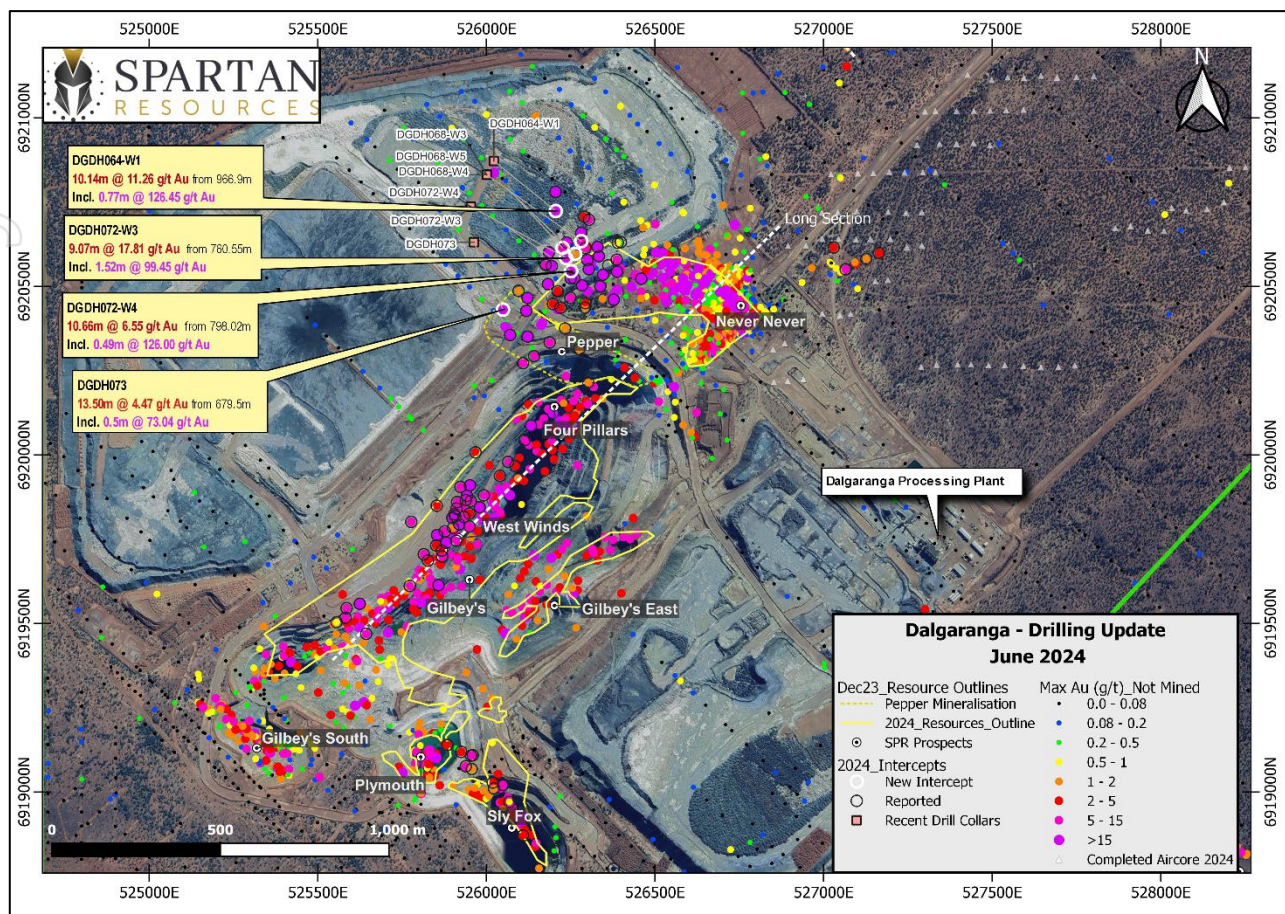 525000E 525500E 526000E 526500E 527000E 527500E 528000E
SPARTAN
RESOURCES
N
6921000N
6921000N
DGDH064-W1
DGDH068-W3
DGDH068-W5
DGDH068-W4
DGDH072-W4
DGDH072-W3
DGDH073
DGDH064-W1
10.14m @ 11.26 g/t Au from 966.9m
Incl. 0.77m @ 126.45 g/t Au
DGDH072-W3
9.07m @ 17.81 g/t Au from 760.55m
Incl. 1.52m @ 99.45 g/t Au
DGDH072-W4
10.66m @ 6.55 g/t Au from 798.02m
Incl. 0.49m @ 126.00 g/t Au
DGDH073
13.50m @ 4.47 g/t Au from 679.5m
Incl. 0.5m @ 73.04 g/t Au
Long Section
6920500N
6920500N
Never Never
Pepper
Four Pillars
6920000N
6920000N
Dalgaranga Processing Plant
West Winds
Gilbey's
Gilbey's East
6919500N
6919500N
Gilbey's South
Plymouth
Sly Fox
6919000N
6919000N
0 500 1,000 m
Dalgaranga - Drilling Update
June 2024
Dec23_Resource Outlines
Pepper Mineralisation
2024_Resources_Outline
SPR Prospects
2024_Intercepts
New Intercept
Reported
Recent Drill Collars
Max Au (g/t)_Not Mined
0.0 - 0.08
0.08 - 0.2
0.2 - 0.5
0.5 - 1
1 - 2
2 - 5
5 - 15
>15
Completed Aircore 2024
525000E 525500E 526000E 526500E 527000E 527500E 528000E